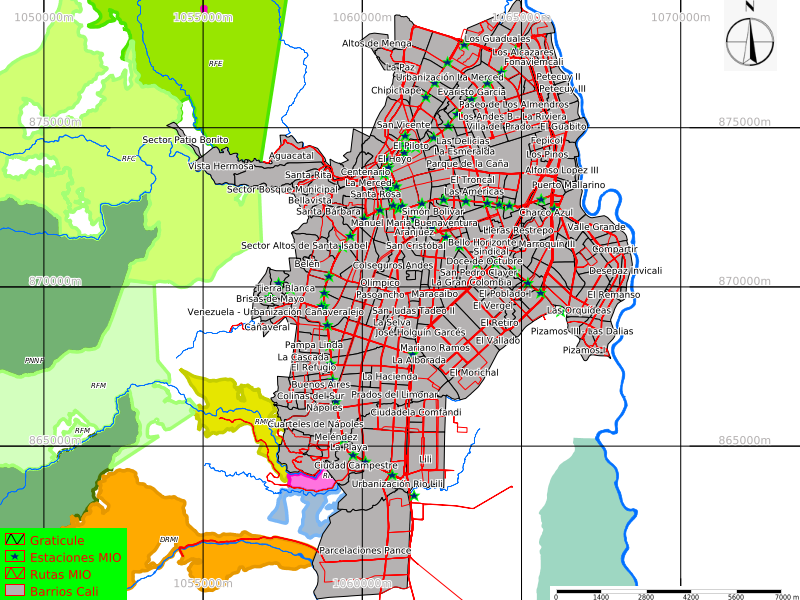 1050000m 1055000m 1060000m 1065000m 1070000m
N
Los Guaduales
Altos de Menga
Los Alcazares
Fonaviemcali
RFE
La Paz
Urbanización La Merced
Petecuy II
Chipichape
Evaristo García
Petecuy III
Paseo de Los Almendros
Los Andes B - La Riviera
875000m
San Vicente
Villa del Prado - El Guabito
875000m
Sector Patio Bonito
El Piloto
Las Delicias
Fepicol
La Esmeralda
Los Pinos
RFC
Aguacatal
El Hoyo
Vista Hermosa
Parque de la Caña
Centenario
Alfonso Lopez III
Santa Rita
El Troncal
La Merced
Puerto Mallarino
Sector Bosque Municipal
Santa Rosa
Las Américas
Bellavista
Santa Bárbara
Simón Bolivar
Charco Azul
Manuel María Buenaventura
Valle Grande
Aranjuez
Lleras Restrepo
Sector Altos de Santa Isabel
San Cristóbal
Bello Horizonte
Marroquín III
Compartir
Sindical
Belén
Colseguros Andes
Doce de Octubre
San Pedro Claver
Desepaz Invicali
870000m
Olímpico
La Gran Colombia
870000m
Tierra Blanca
Pasoancho
Maracaibo
El Poblado I
El Remanso
Brisas de Mayo
El Vergel
Venezuela - Urbanización Cañaveralejo
San Judas Tadeo II
Las Orquídeas
La Selva
El Retiro
Cañaveral
José Holguín Garcés
Pizamos III - Las Dalias
Pampa Linda
El Vallado
Mariano Ramos
Pizamos I
La Cascada
La Alborada
PNNF
El Refugio
El Morichal
La Hacienda
RFM
Buenos Aires
Colinas del Sur
Prados del Limonar
Nápoles
Ciudadela Comfandi
RFM
Cuarteles de Nápoles
Meléndez
865000m
La Playa
865000m
Ciudad Campestre
Lili
Urbanización Río Lili
DRMI
Parcelaciones Pance
Graticule
Estaciones MIO
Rutas MIO
Barrios Cali
1055000m 1060000m
0 1400 2800 4200 5600 7000 m